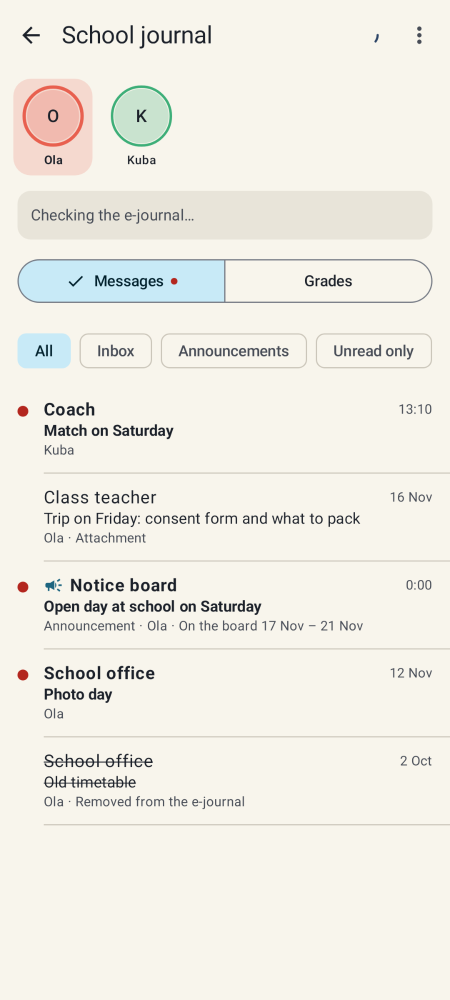 School journal
O
K
Ola
Kuba
Checking the e-journal…
Messages
Grades
All
Inbox
Announcements
Unread only
Coach
13:10
Match on Saturday
Kuba
Class teacher
16 Nov
Trip on Friday: consent form and what to pack
Ola · Attachment
Notice board
0:00
Open day at school on Saturday
Announcement · Ola · On the board 17 Nov – 21 Nov
School office
12 Nov
Photo day
Ola
School office
2 Oct
Old timetable
Ola · Removed from the e-journal